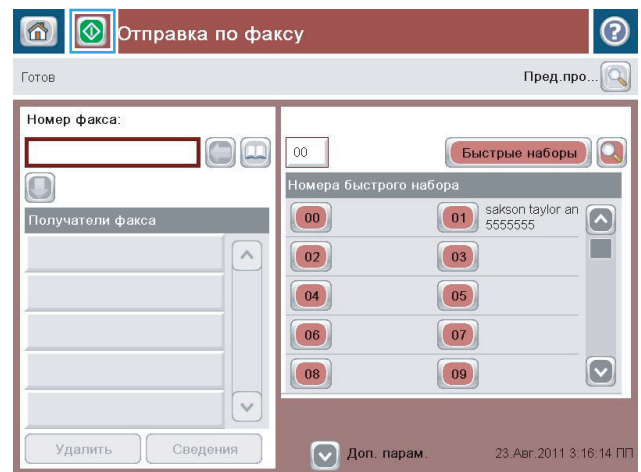 Отправка по факсу
Готов
Пред.про...
Номер факса:
00
Быстрые наборы
Номера быстрого набора
Получатели факса
00
01 sakson taylor an
5555555
02 03
04 05
06 07
08 09
Удалить Сведения
Доп. парам.
23.Авг.2011 3:16:14 ПП